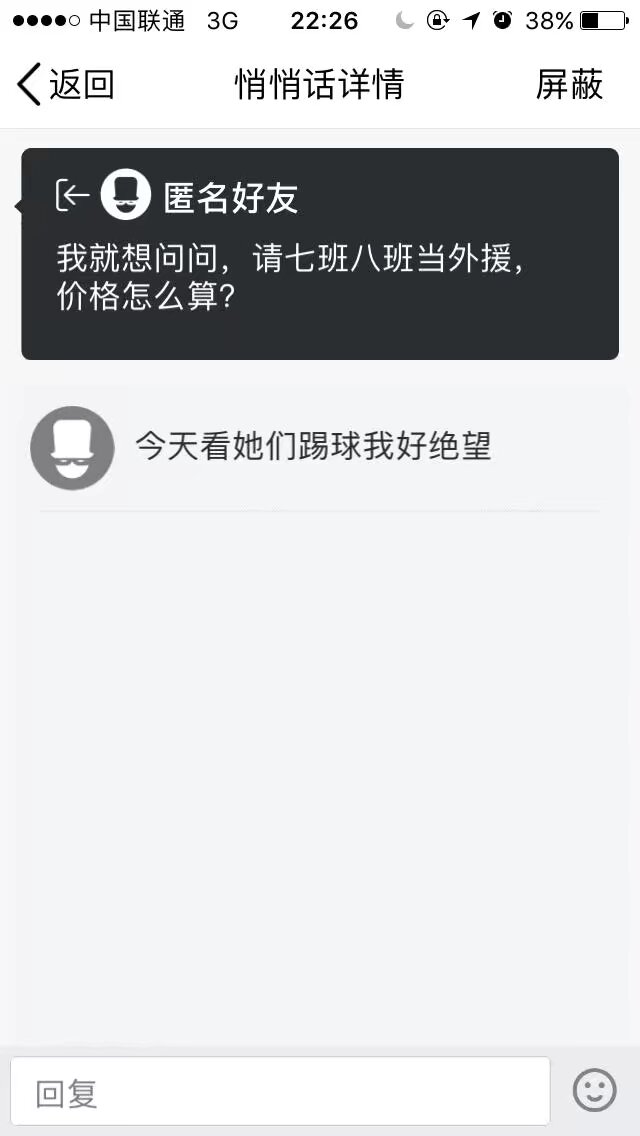 中国联通 3G 22:26 38%
返回 悄悄话详情 屏蔽
匿名好友
我就想问问，请七班八班当外援，
价格怎么算？
今天看她们踢球我好绝望
回复